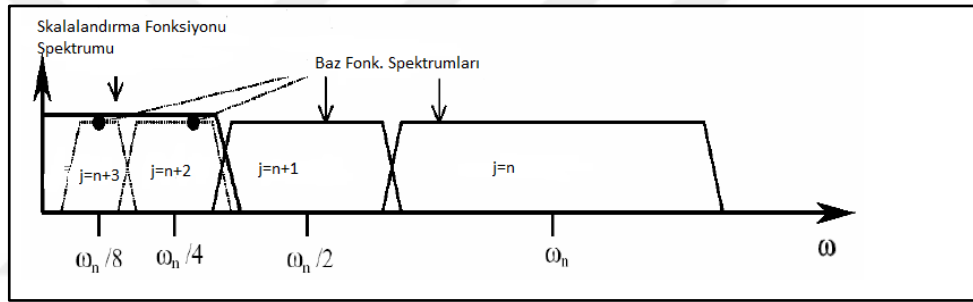 Skalalandırma Fonksiyonu
Spektrumu
Baz Fonk. Spektrumları
j=n+3
j=n+2
j=n+1
j=n
ωₙ/8
ωₙ/4
ωₙ/2
ωₙ
ω